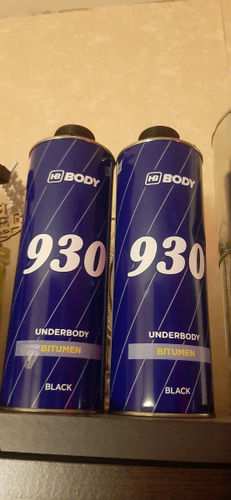 HB BODY
930
UNDERBODY
BITUMEN
BLACK
HB BODY
930
UNDERBODY
BITUMEN
BLACK